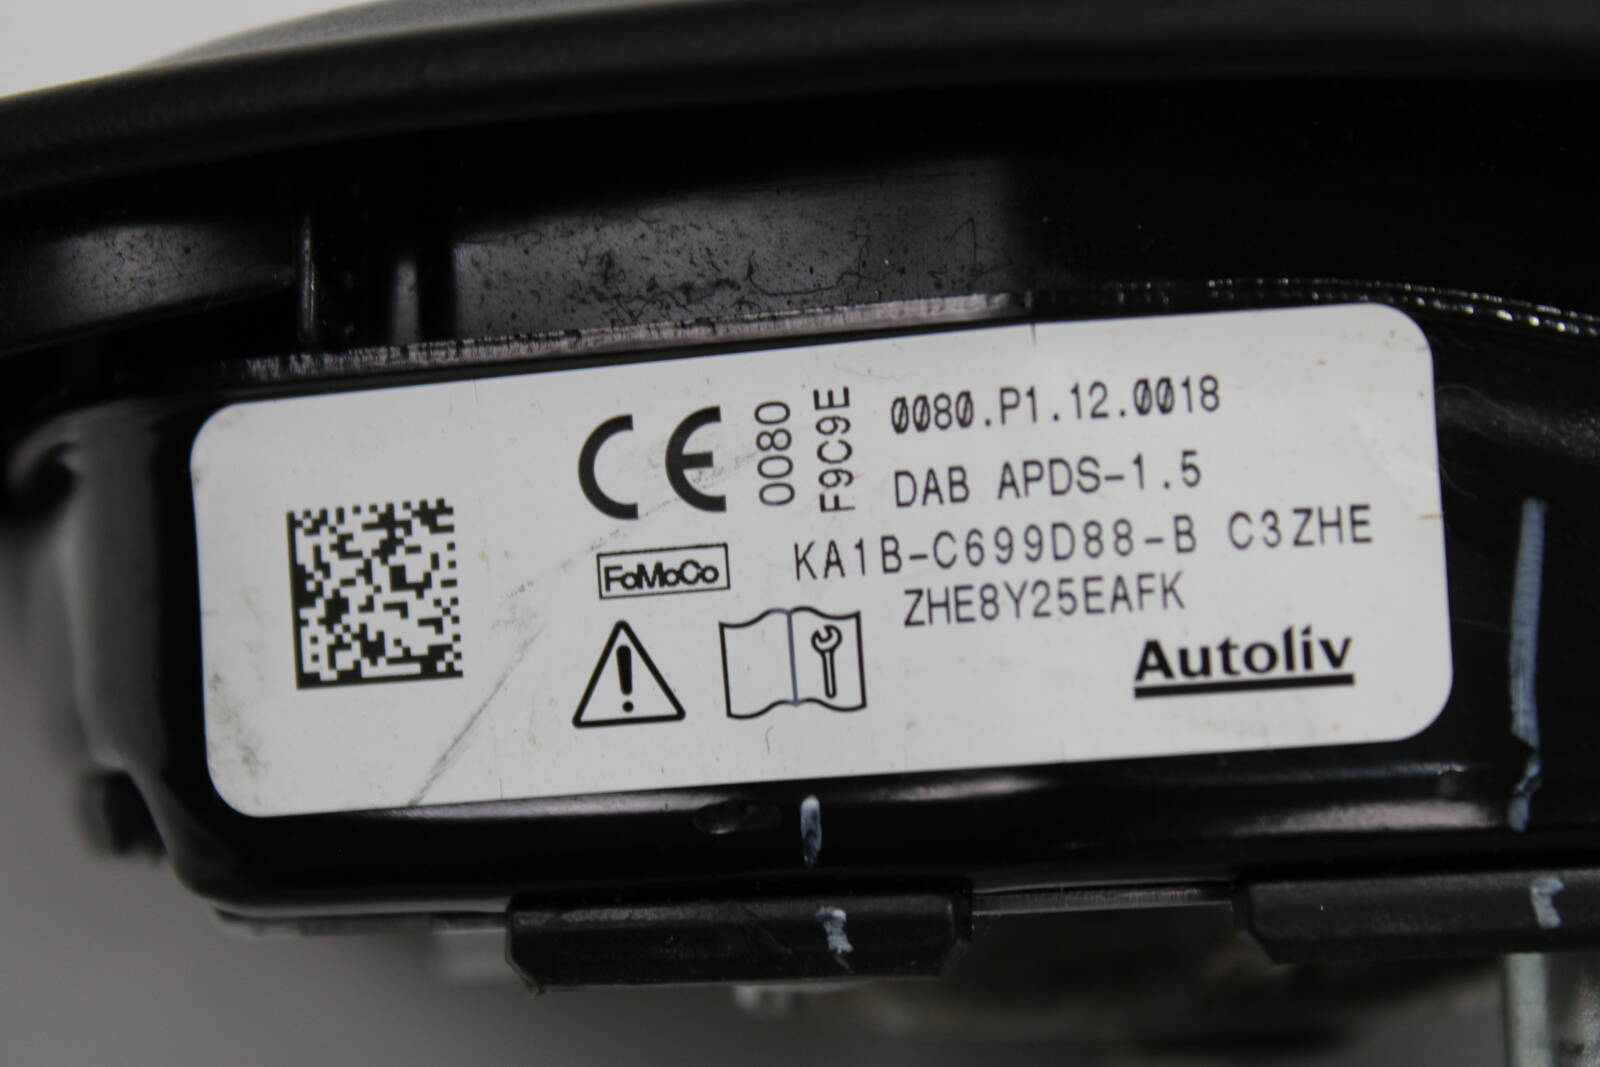 CE
0080
F9C9E
0080.P1.12.0018
DAB APDS-1.5
KA1B-C699D88-B C3ZHE
FoMoCo
ZHE8Y25EAFK
Autoliv